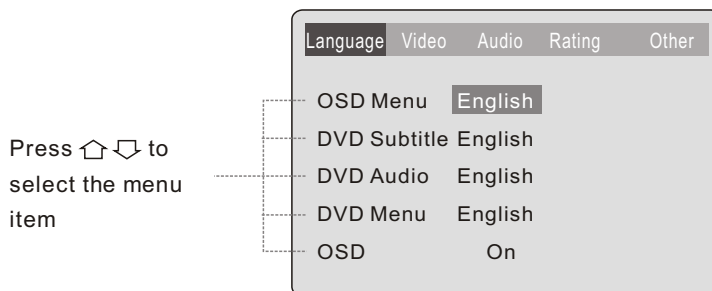 Language Video Audio Rating Other
OSD Menu English
DVD Subtitle English
DVD Audio English
DVD Menu English
OSD On
Press ⇧ ⇩ to
select the menu
item